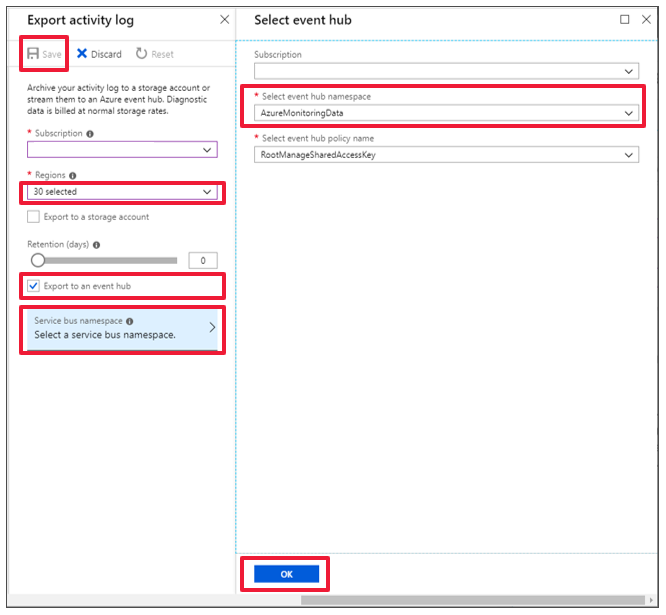 Export activity log
Save Discard Reset
Archive your activity log to a storage account or
stream them to an Azure event hub. Diagnostic
data is billed at normal storage rates.
* Subscription
* Regions
30 selected
Export to a storage account
Retention (days)
0
Export to an event hub
Service bus namespace
Select a service bus namespace.
Select event hub
Subscription
* Select event hub namespace
AzureMonitoringData
* Select event hub policy name
RootManageSharedAccessKey
OK